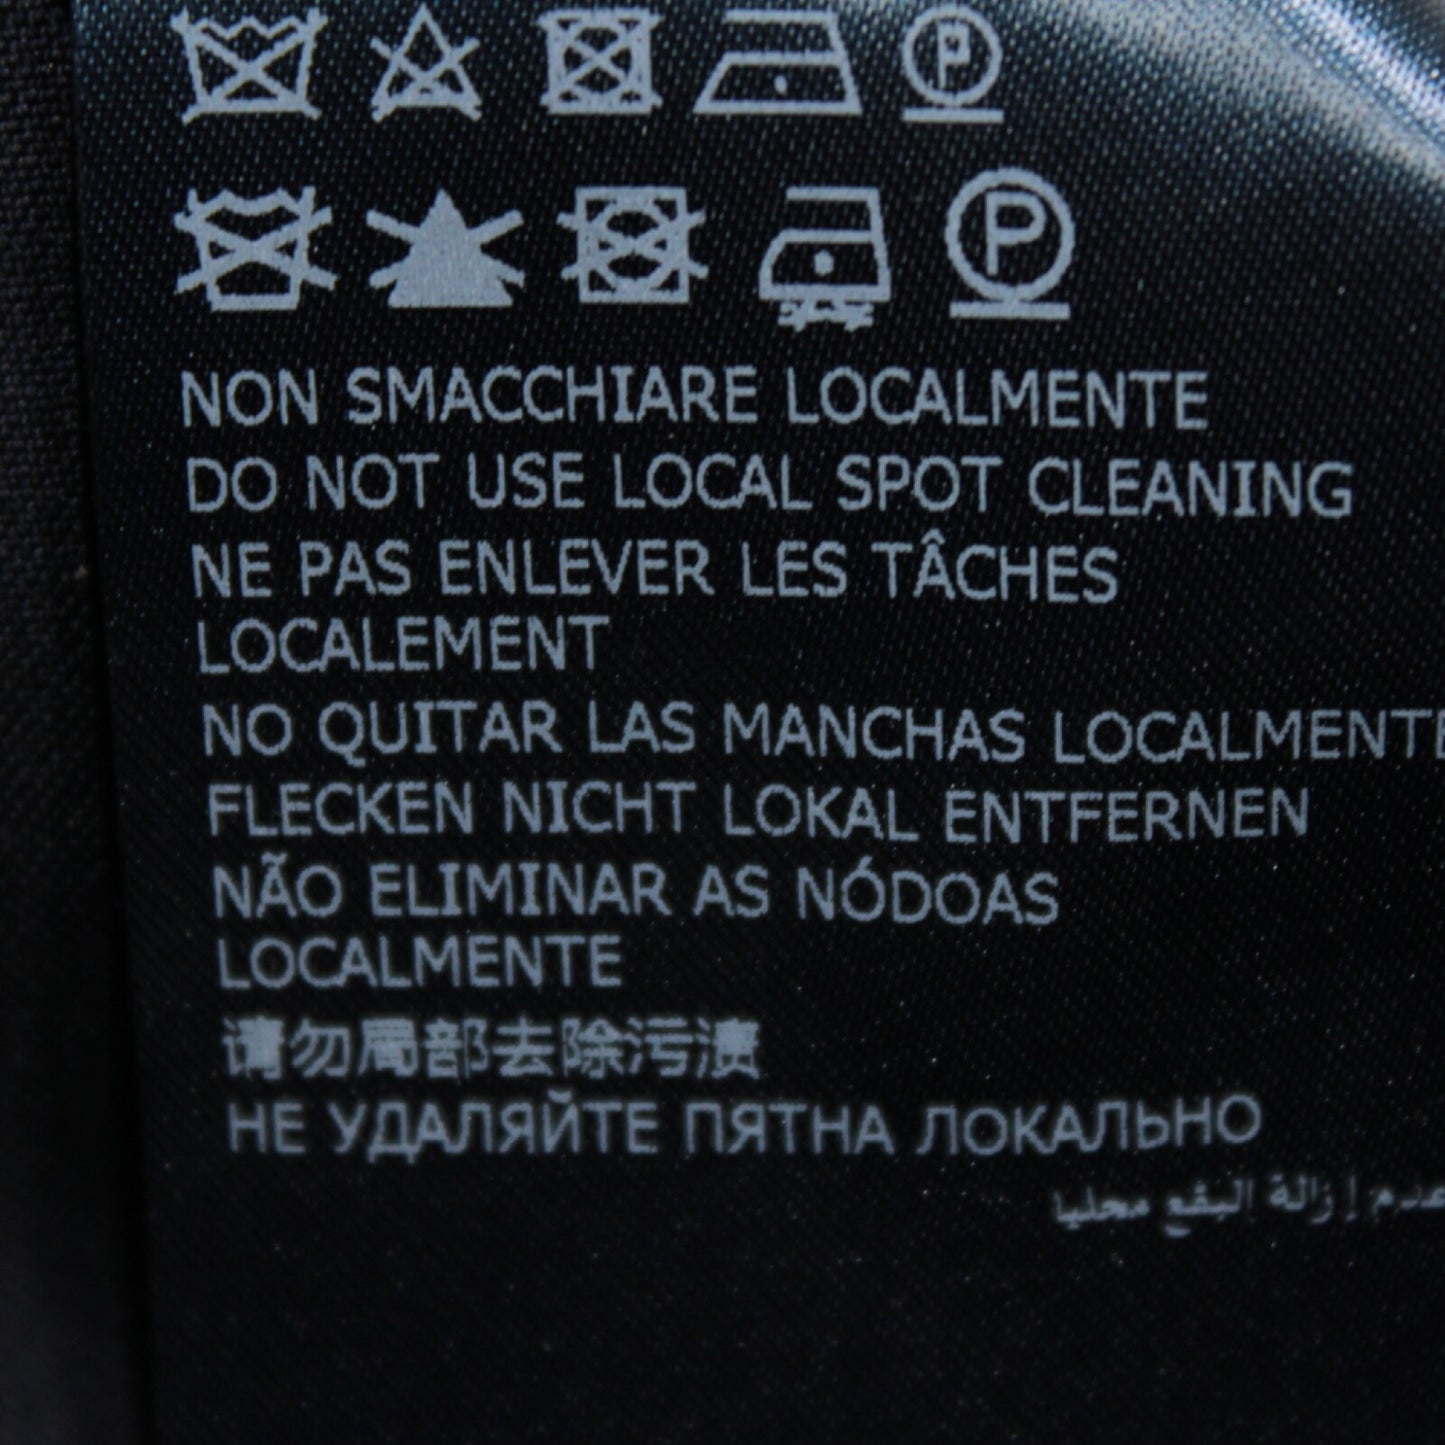 P
P
NON SMACCHIARE LOCALMENTE
DO NOT USE LOCAL SPOT CLEANING
NE PAS ENLEVER LES TÂCHES
LOCALEMENT
NO QUITAR LAS MANCHAS LOCALMENTE
FLECKEN NICHT LOKAL ENTFERNEN
NÃO ELIMINAR AS NÓDOAS
LOCALMENTE
请勿局部去除污渍
НЕ УДАЛЯЙТЕ ПЯТНА ЛОКАЛЬНО
عدم إزالة البقع محليا